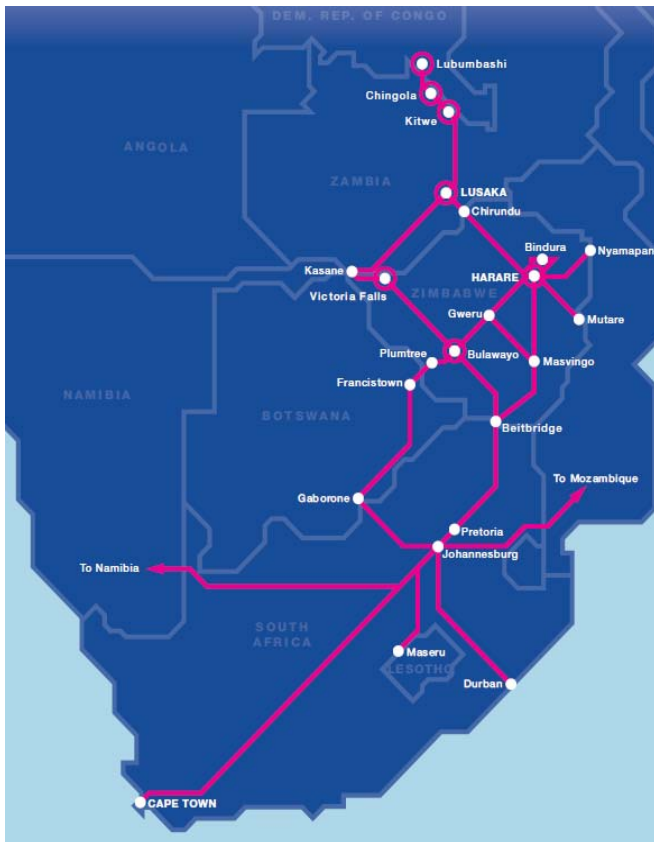 DEM. REP. OF CONGO
Lubumbashi
Chingola
Kitwe
ANGOLA
ZAMBIA
LUSAKA
Chirundu
Bindura
Nyamapan
Kasane
HARARE
Victoria Falls
ZIMBABWE
Gweru
Mutare
Plumtree
Bulawayo
Masvingo
Francistown
NAMIBIA
BOTSWANA
Beitbridge
To Mozambique
Gaborone
Pretoria
Johannesburg
To Namibia
SOUTH
AFRICA
Maseru
LESOTHO
Durban
CAPE TOWN